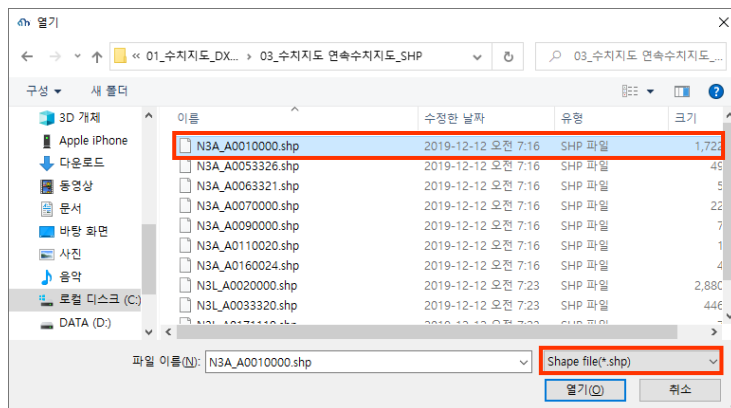 열기
« 01_수치지도_DX... › 03_수치지도 연속수치지도_SHP
03_수치지도 연속수치지도_...
구성 새 폴더
이름 수정한 날짜 유형 크기
3D 개체
Apple iPhone
다운로드
동영상
문서
바탕 화면
사진
음악
로컬 디스크 (C:)
DATA (D:)
N3A_A0010000.shp 2019-12-12 오전 7:16 SHP 파일 1,722
N3A_A0053326.shp 2019-12-12 오전 7:16 SHP 파일 49
N3A_A0063321.shp 2019-12-12 오전 7:16 SHP 파일 5
N3A_A0070000.shp 2019-12-12 오전 7:16 SHP 파일 22
N3A_A0090000.shp 2019-12-12 오전 7:16 SHP 파일 7
N3A_A0110020.shp 2019-12-12 오전 7:16 SHP 파일 1
N3A_A0160024.shp 2019-12-12 오전 7:16 SHP 파일 4
N3L_A0020000.shp 2019-12-12 오전 7:23 SHP 파일 2,880
N3L_A0033320.shp 2019-12-12 오전 7:23 SHP 파일 446
파일 이름(N): N3A_A0010000.shp Shape file(*.shp)
열기(O) 취소